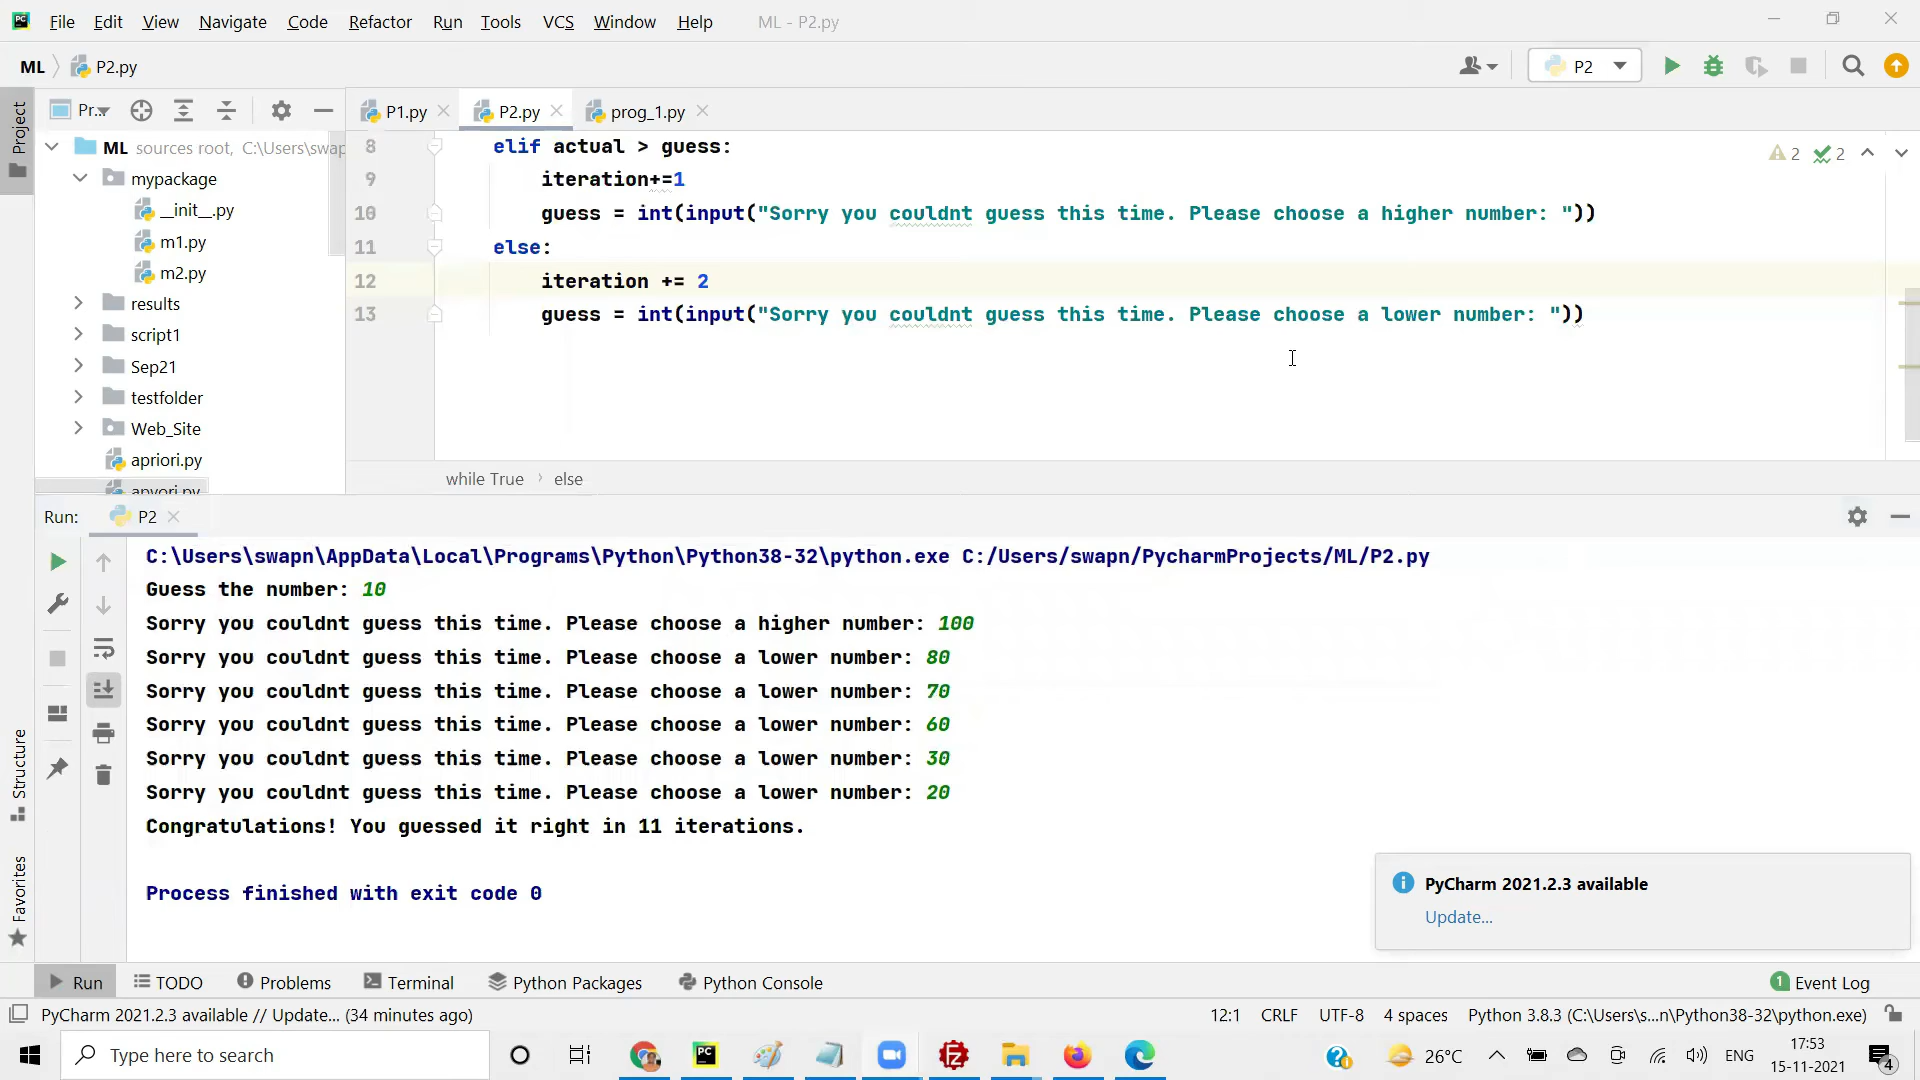 File Edit View Navigate Code Refactor Run Tools VCS Window Help ML - P2.py
ML P2.py P2
Pr... P1.py P2.py prog_1.py
Project
ML sources root, C:\Users\swap
mypackage
__init__.py
m1.py
m2.py
results
script1
Sep21
testfolder
Web_Site
apriori.py
8 elif actual > guess:
9 iteration+=1
10 guess = int(input("Sorry you couldnt guess this time. Please choose a higher number: "))
11 else:
12 iteration += 2
13 guess = int(input("Sorry you couldnt guess this time. Please choose a lower number: "))
2 2
while True else
Run: P2
C:\Users\swapn\AppData\Local\Programs\Python\Python38-32\python.exe C:/Users/swapn/PycharmProjects/ML/P2.py
Guess the number: 10
Sorry you couldnt guess this time. Please choose a higher number: 100
Sorry you couldnt guess this time. Please choose a lower number: 80
Sorry you couldnt guess this time. Please choose a lower number: 70
Sorry you couldnt guess this time. Please choose a lower number: 60
Sorry you couldnt guess this time. Please choose a lower number: 30
Sorry you couldnt guess this time. Please choose a lower number: 20
Congratulations! You guessed it right in 11 iterations.
Process finished with exit code 0
Structure
Favorites
PyCharm 2021.2.3 available
Update...
Run TODO Problems Terminal Python Packages Python Console 1 Event Log
PyCharm 2021.2.3 available // Update... (34 minutes ago) 12:1 CRLF UTF-8 4 spaces Python 3.8.3 (C:\Users\s...n\Python38-32\python.exe)
Type here to search 26°C ENG 17:53
15-11-2021 4